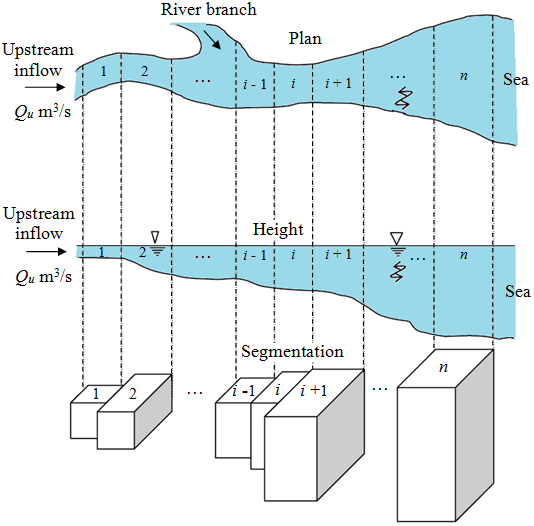 River branch
Plan
Upstream
inflow
Qu m³/s
1 2 ... i - 1 i i + 1 ... n
Sea
Upstream
inflow
Qu m³/s
Height
1 2 ... i - 1 i i + 1 ... n
Sea
Segmentation
1 2 ... i -1 i i +1 ... n